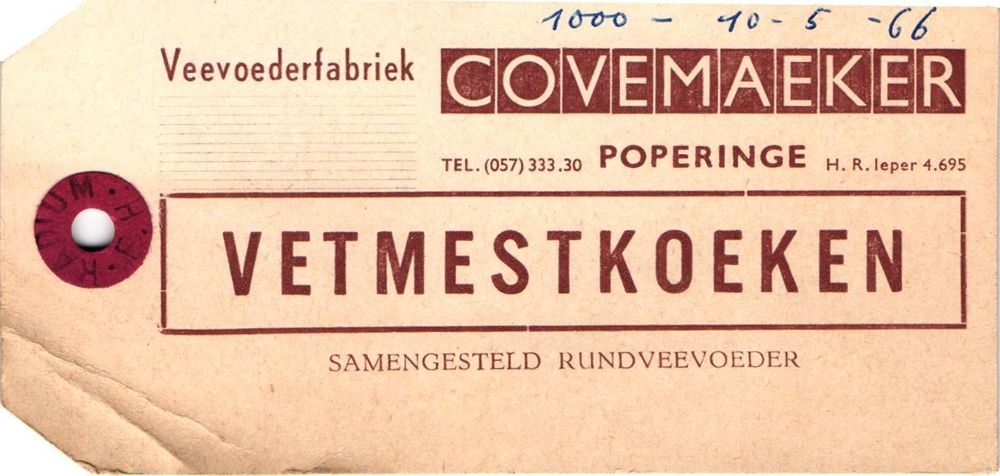 1000 - 10-5-66
Veevoederfabriek COVEMAEKER
TEL. (057) 333.30 POPERINGE H. R. Ieper 4.695
RADIUM · H.B. ·
VETMESTKOEKEN
SAMENGESTELD RUNDVEEVOEDER